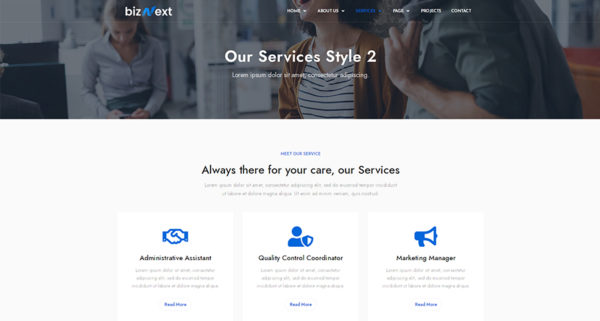 biznext
HOME ABOUT US SERVICES PAGE PROJECTS CONTACT
Our Services Style 2
Lorem ipsum dolor sit amet, consectetur adipiscing.
MEET OUR SERVICE
Always there for your care, our Services
Lorem ipsum dolor sit amet, consectetur adipiscing elit, sed do eiusmod tempor incididunt
ut labore et dolore magna aliqua. Ut enim ad minim veniam, quis nostrud
Administrative Assistant
Lorem ipsum dolor sit amet, consectetur
adipiscing elit, sed do eiusmod tempor
incididunt ut labore et dolore magna aliqua.
Read More
Quality Control Coordinator
Lorem ipsum dolor sit amet, consectetur
adipiscing elit, sed do eiusmod tempor
incididunt ut labore et dolore magna aliqua.
Read More
Marketing Manager
Lorem ipsum dolor sit amet, consectetur
adipiscing elit, sed do eiusmod tempor
incididunt ut labore et dolore magna aliqua.
Read More